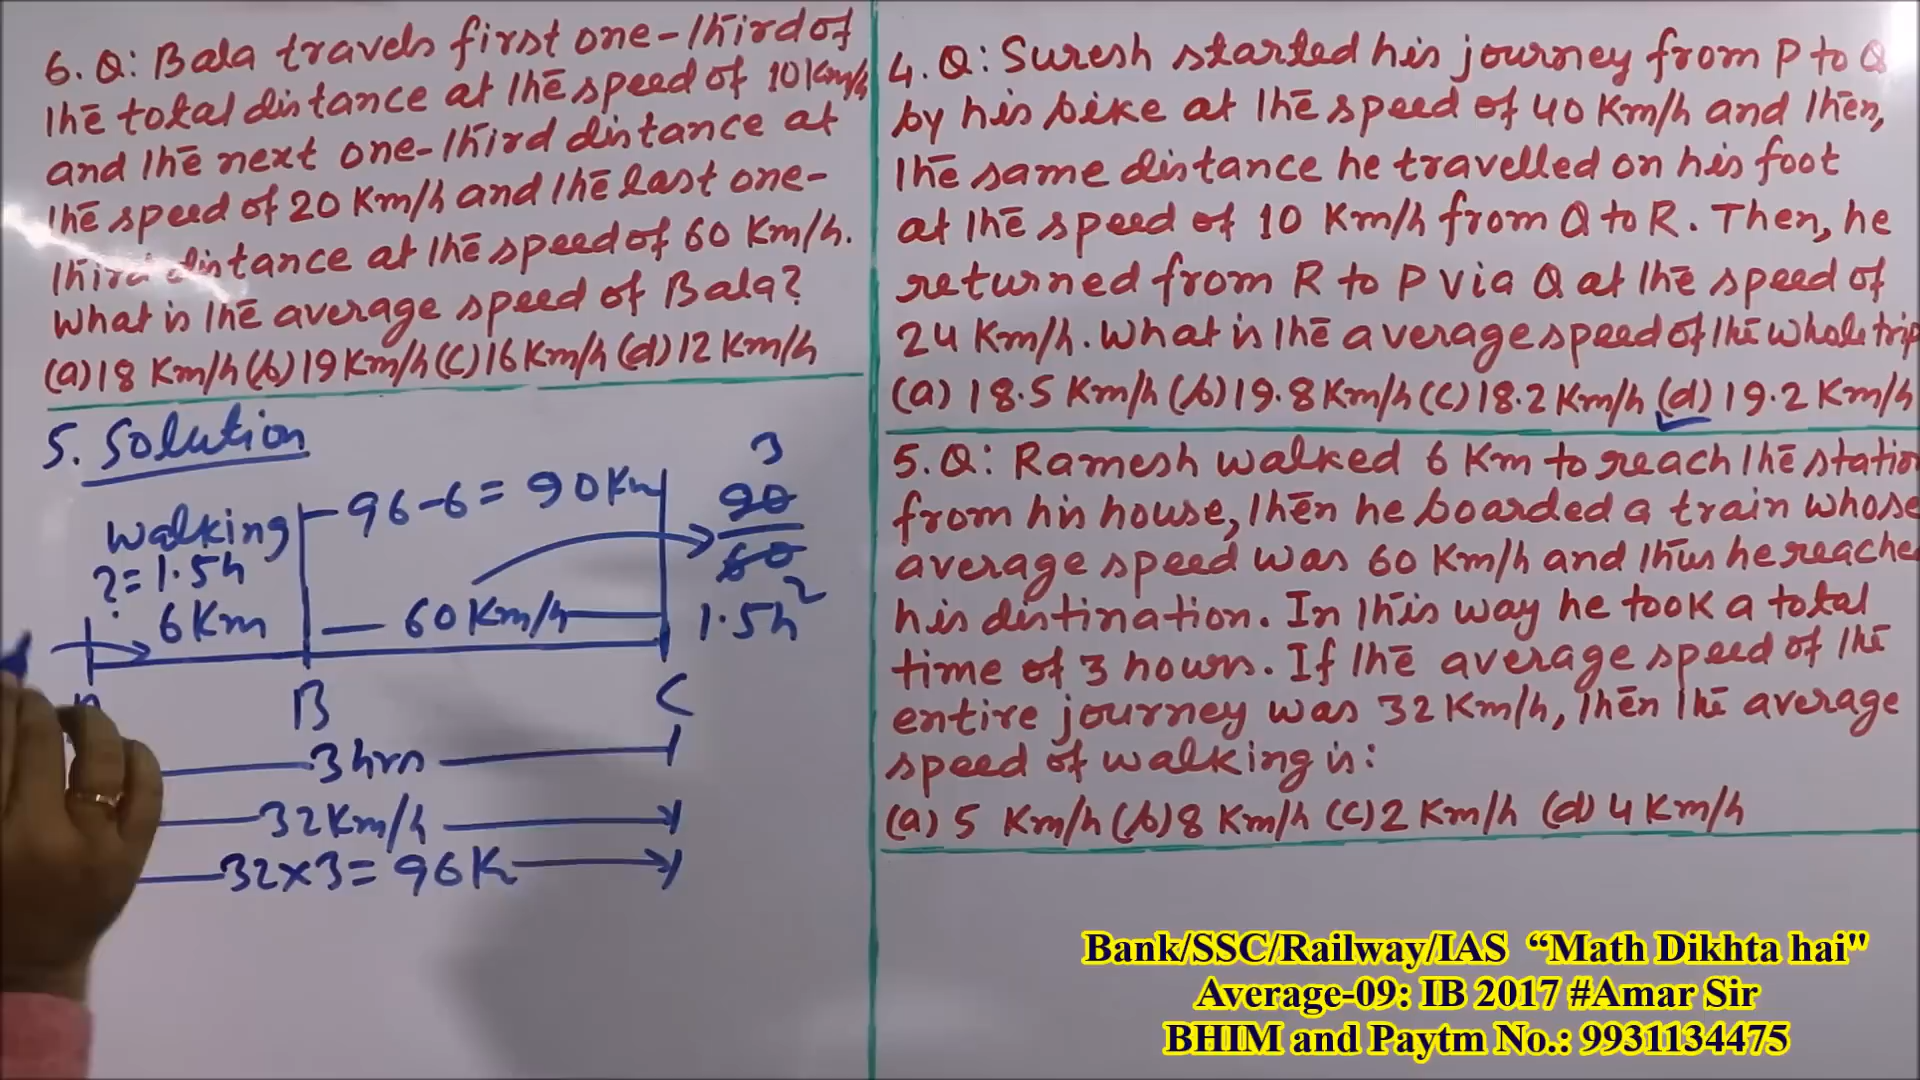 6. Q: Bala travels first one-third of
the total distance at the speed of 10 Km/h
and the next one-third distance at
the speed of 20 Km/h and the last one-
third distance at the speed of 60 Km/h.
What is the average speed of Bala?
(a) 18 Km/h (b) 19 Km/h (c) 16 Km/h (d) 12 Km/h
5. Solution
walking
?= 1.5h
6 Km
96-6= 90 Km
60 Km/h
3
90
60
2
1.5h
B
C
3 hrs
32 Km/h
32×3= 96 K
4. Q: Suresh started his journey from P to Q
by his bike at the speed of 40 Km/h and then,
the same distance he travelled on his foot
at the speed of 10 Km/h from Q to R. Then, he
returned from R to P via Q at the speed of
24 Km/h. What is the average speed of the whole trip
(a) 18.5 Km/h (b) 19.8 Km/h (c) 18.2 Km/h (d) 19.2 Km/h
5. Q: Ramesh walked 6 Km to reach the statio
from his house, then he boarded a train whose
average speed was 60 Km/h and thus he reache
his distination. In this way he took a total
time of 3 hours. If the average speed of the
entire journey was 32 Km/h, then the average
speed of walking is:
(a) 5 Km/h (b) 8 Km/h (c) 2 Km/h (d) 4 Km/h
Bank/SSC/Railway/IAS “Math Dikhta hai"
Average-09: IB 2017 #Amar Sir
BHIM and Paytm No.: 9931134475